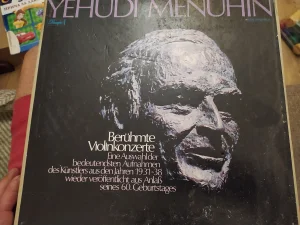 YEHUDI MENUHIN
Berühmte
Violinkonzerte
Eine Auswahl der
bedeutendsten Aufnahmen
des Künstlers aus den Jahren 1931-38
wieder veröffentlicht aus Anlaß
seines 60. Geburtstages